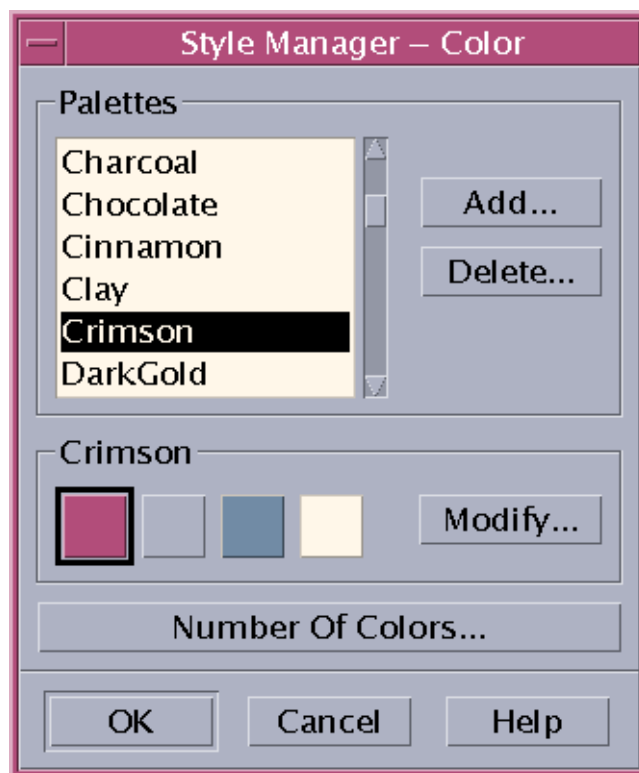 Style Manager – Color
Palettes
Charcoal
Chocolate
Cinnamon
Clay
Crimson
DarkGold
Add...
Delete...
Crimson
Modify...
Number Of Colors...
OK
Cancel
Help